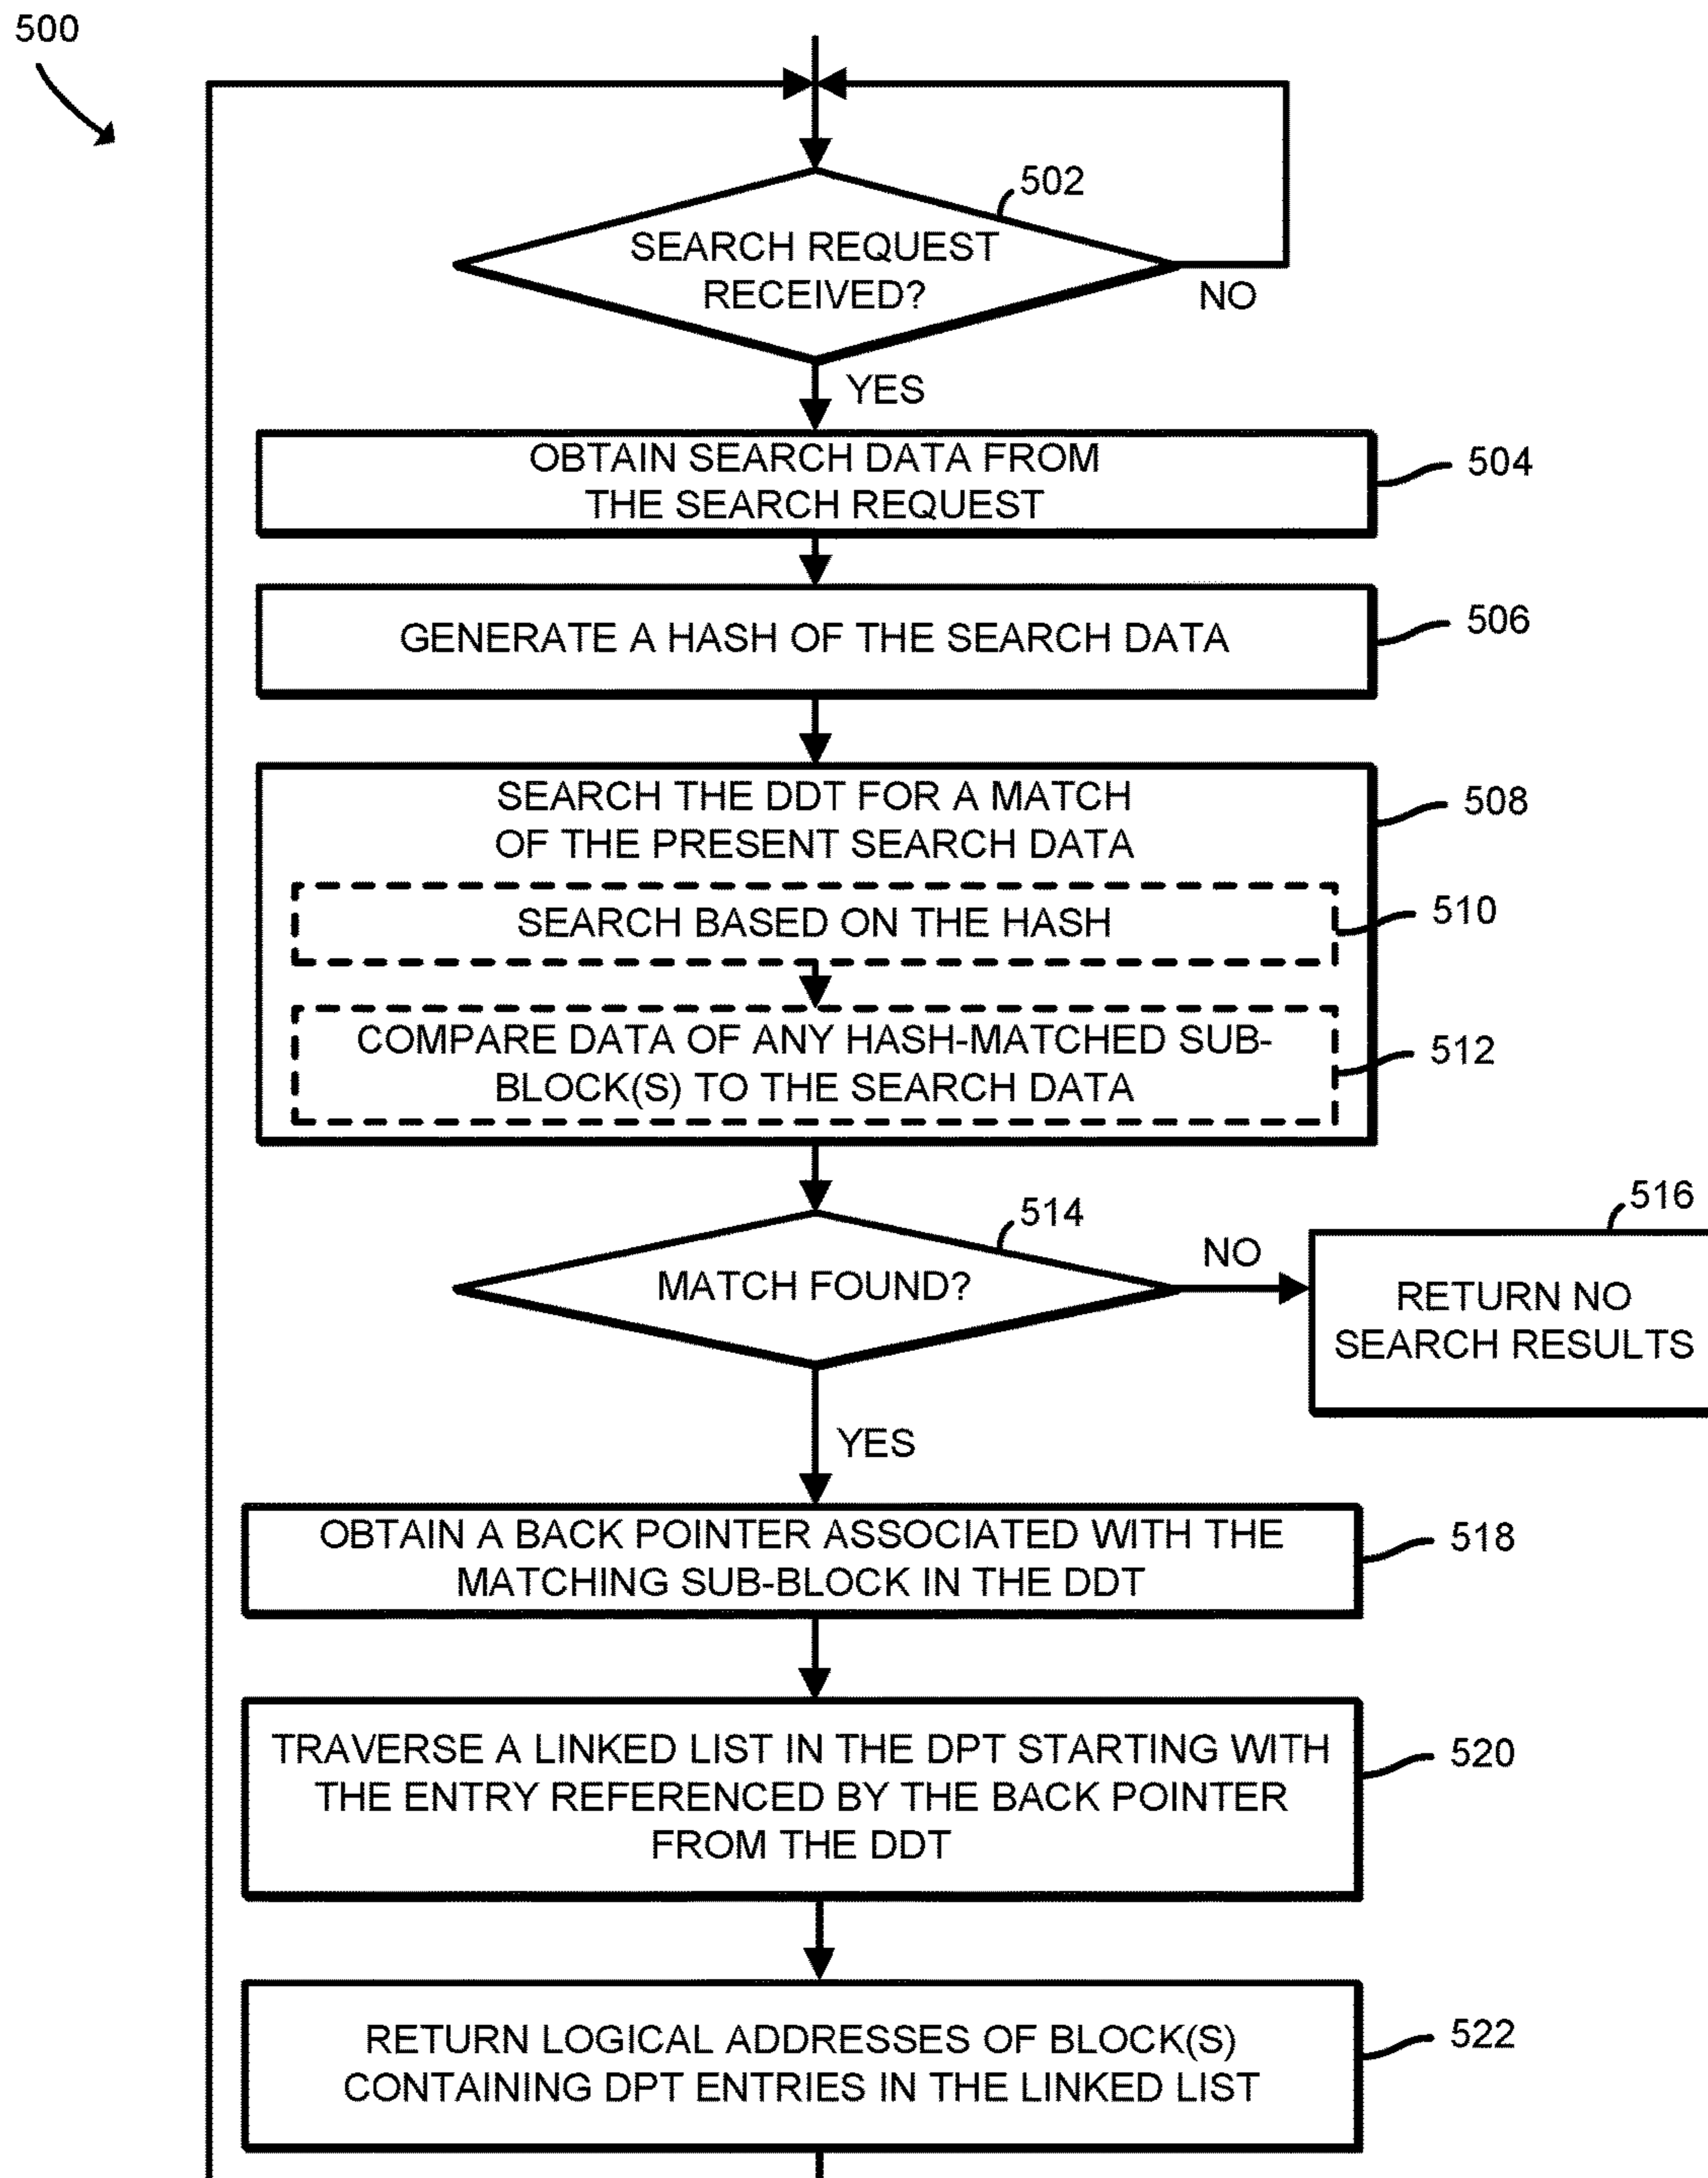 500
502
SEARCH REQUEST
RECEIVED?
NO
YES
OBTAIN SEARCH DATA FROM
THE SEARCH REQUEST
504
GENERATE A HASH OF THE SEARCH DATA
506
SEARCH THE DDT FOR A MATCH
OF THE PRESENT SEARCH DATA
508
SEARCH BASED ON THE HASH
510
COMPARE DATA OF ANY HASH-MATCHED SUB-
BLOCK(S) TO THE SEARCH DATA
512
514
MATCH FOUND?
NO
516
RETURN NO
SEARCH RESULTS
YES
OBTAIN A BACK POINTER ASSOCIATED WITH THE
MATCHING SUB-BLOCK IN THE DDT
518
TRAVERSE A LINKED LIST IN THE DPT STARTING WITH
THE ENTRY REFERENCED BY THE BACK POINTER
FROM THE DDT
520
RETURN LOGICAL ADDRESSES OF BLOCK(S)
CONTAINING DPT ENTRIES IN THE LINKED LIST
522